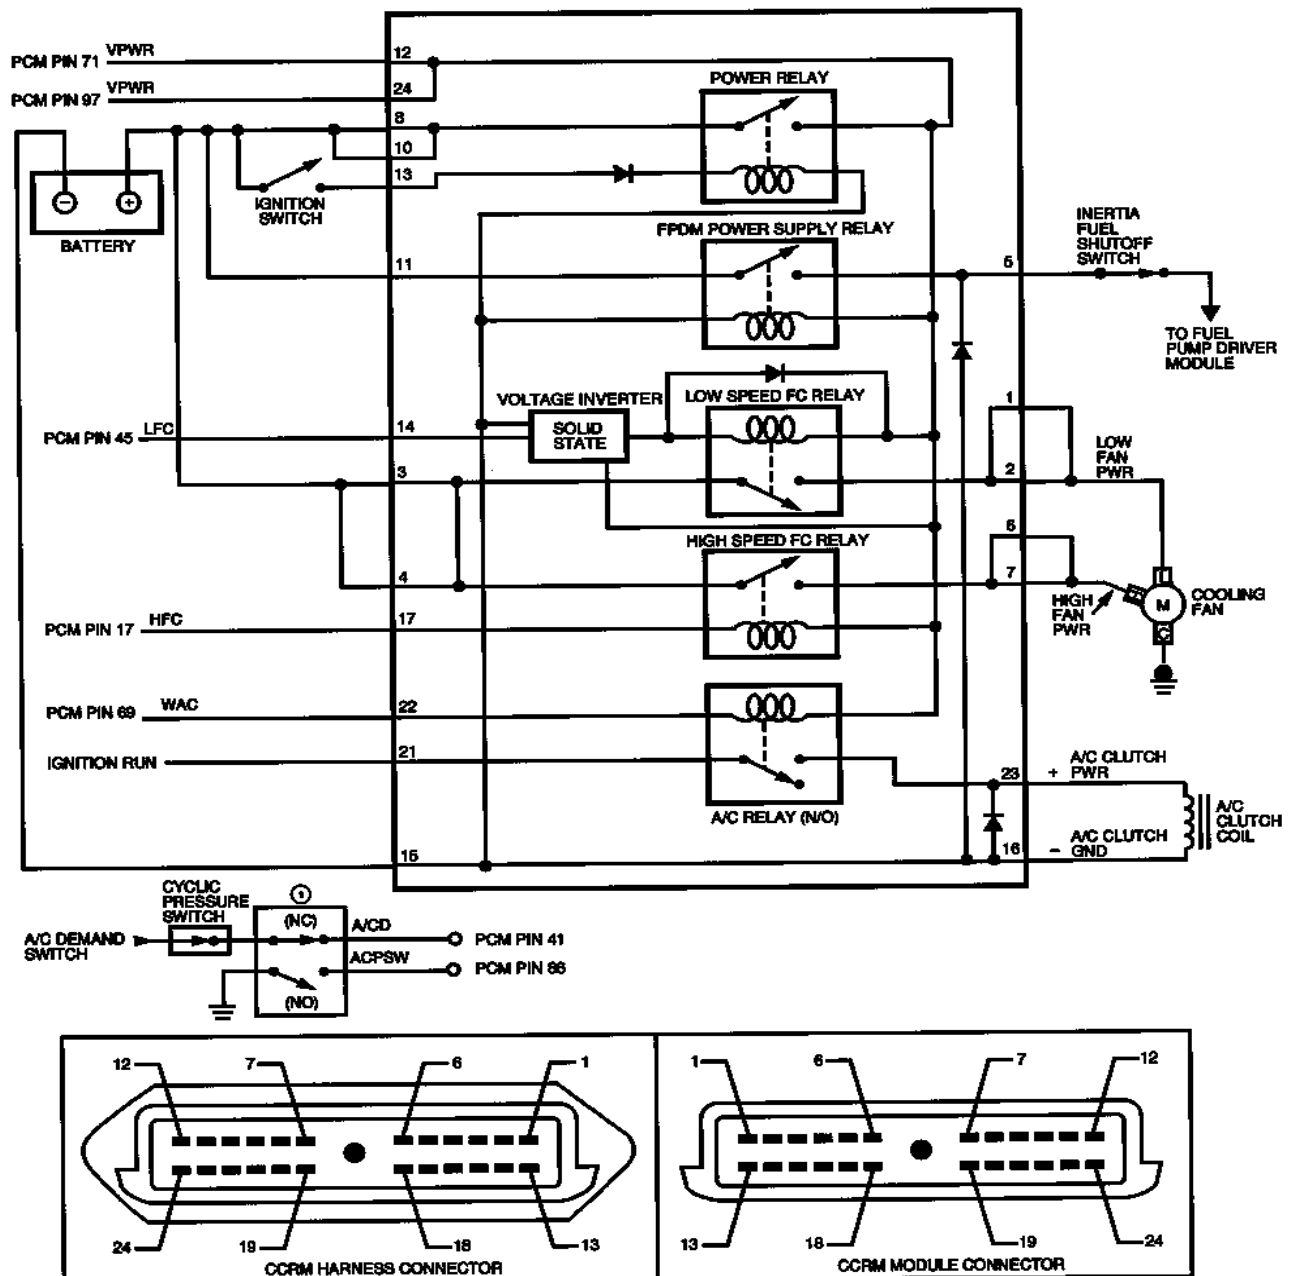 PCM PIN 71 VPWR
12
PCM PIN 97 VPWR
24
8
10
13
POWER RELAY
− +
BATTERY
IGNITION
SWITCH
FPDM POWER SUPPLY RELAY
11
5
INERTIA
FUEL
SHUTOFF
SWITCH
TO FUEL
PUMP DRIVER
MODULE
VOLTAGE INVERTER
SOLID
STATE
LOW SPEED FC RELAY
PCM PIN 45 LFC
14
3
1
2
LOW
FAN
PWR
HIGH SPEED FC RELAY
4
6
7
HIGH
FAN
PWR
M
C
COOLING
FAN
PCM PIN 17 HFC
17
PCM PIN 69 WAC
22
IGNITION RUN
21
A/C RELAY (N/O)
23
+ A/C CLUTCH
PWR
16
− A/C CLUTCH
GND
A/C
CLUTCH
COIL
15
CYCLIC
PRESSURE
SWITCH
1
(NC)
A/C DEMAND
SWITCH
A/CD
PCM PIN 41
ACPSW
PCM PIN 86
(NO)
12 7 6 1
24 19 18 13
CCRM HARNESS CONNECTOR
1 6 7 12
13 18 19 24
CCRM MODULE CONNECTOR